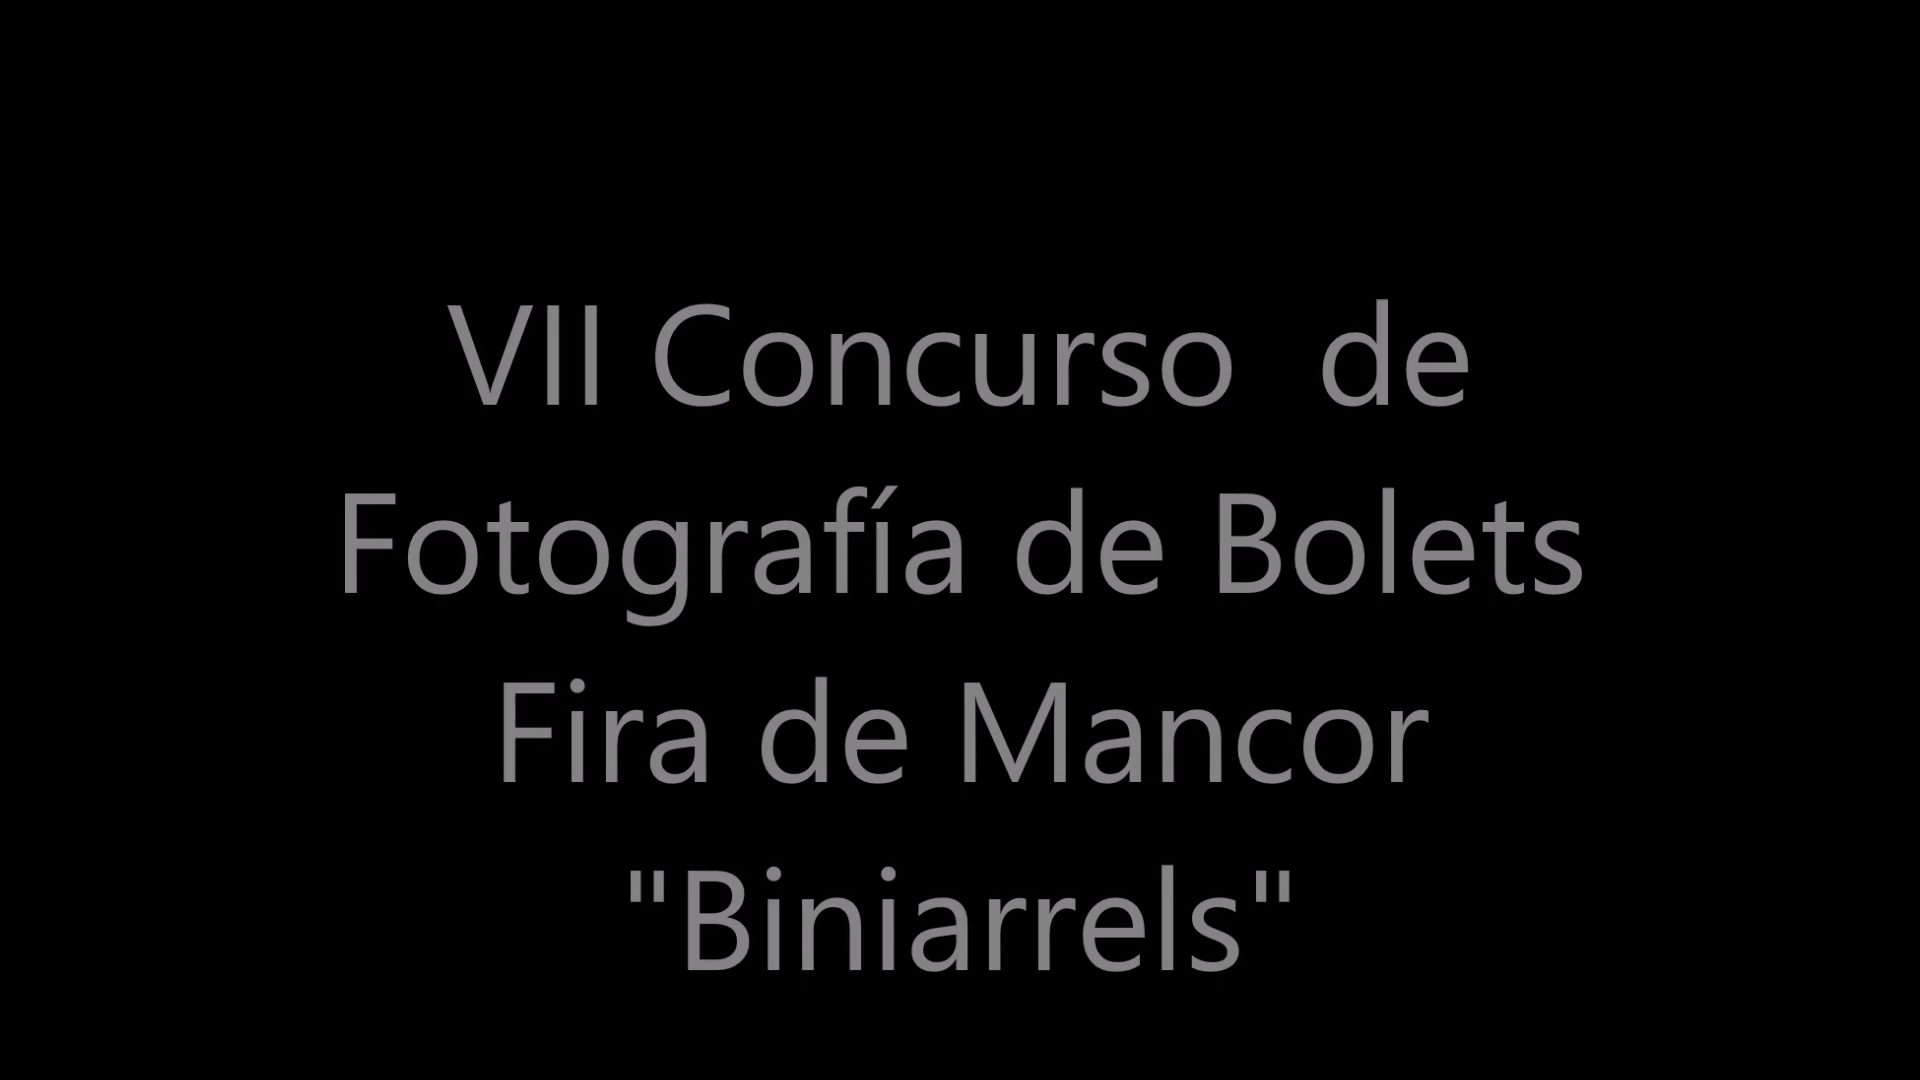 VII Concurso  de
Fotografía de Bolets
Fira de Mancor
"Biniarrels"